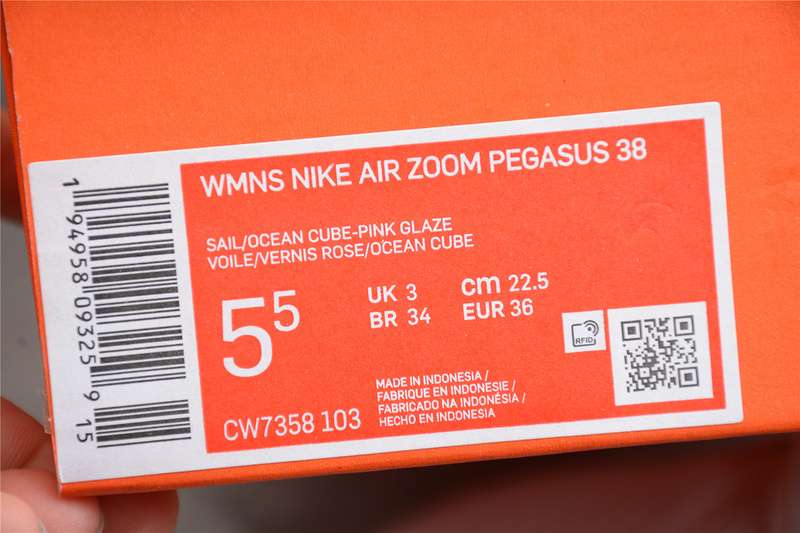 WMNS NIKE AIR ZOOM PEGASUS 38
SAIL/OCEAN CUBE-PINK GLAZE
VOILE/VERNIS ROSE/OCEAN CUBE
5 5
UK 3
cm 22.5
BR 34
EUR 36
RFID
MADE IN INDONESIA /
FABRIQUE EN INDONESIE /
FABRICADO NA INDONÉSIA /
HECHO EN INDONESIA
CW7358 103
1 94958 09325 9 15